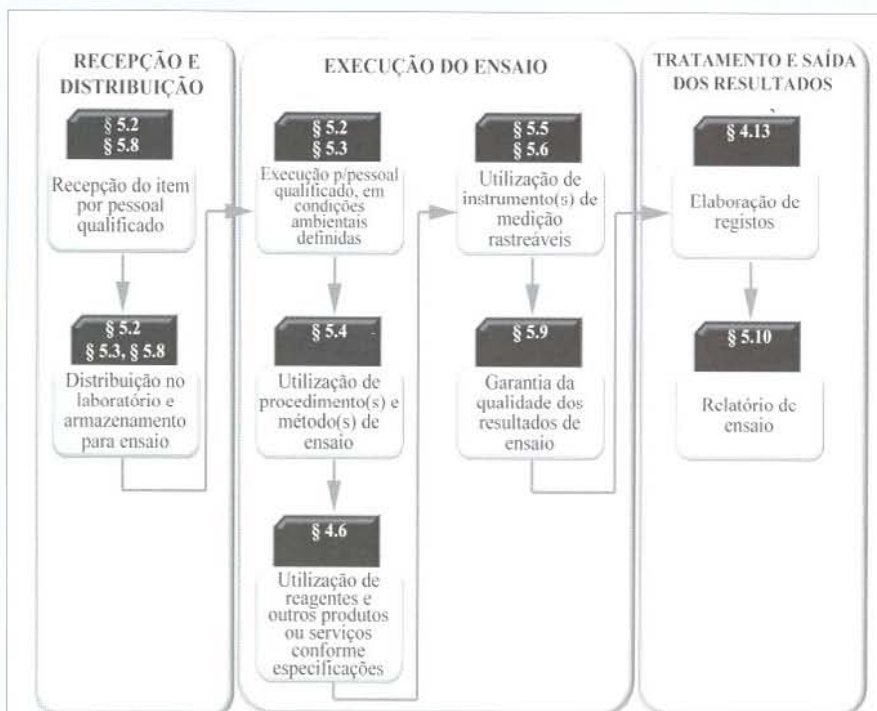 RECEPÇÃO E
DISTRIBUIÇÃO
§ 5.2
§ 5.8
Recepção do item
por pessoal
qualificado
§ 5.2
§ 5.3, § 5.8
Distribuição no
laboratório e
armazenamento
para ensaio
EXECUÇÃO DO ENSAIO
§ 5.2
§ 5.3
Execução p/pessoal
qualificado, em
condições
ambientais
definidas
§ 5.4
Utilização de
procedimento(s) e
método(s) de
ensaio
§ 4.6
Utilização de
reagentes e
outros produtos
ou serviços
conforme
especificações
§ 5.5
§ 5.6
Utilização de
instrumento(s) de
medição
rastreáveis
§ 5.9
Garantia da
qualidade dos
resultados de
ensaio
TRATAMENTO E SAÍDA
DOS RESULTADOS
§ 4.13
Elaboração de
registos
§ 5.10
Relatório de
ensaio